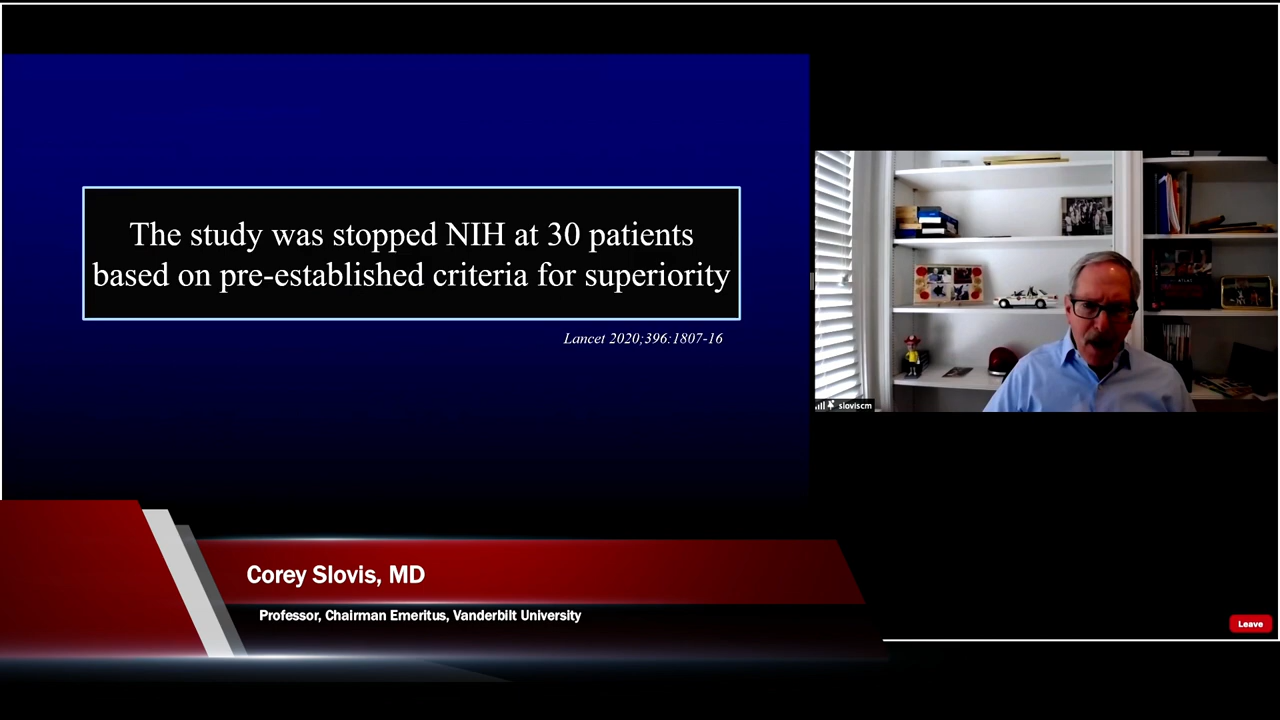 The study was stopped NIH at 30 patients
based on pre-established criteria for superiority
Lancet 2020;396:1807-16
sloviscm
Corey Slovis, MD
Professor, Chairman Emeritus, Vanderbilt University
Leave